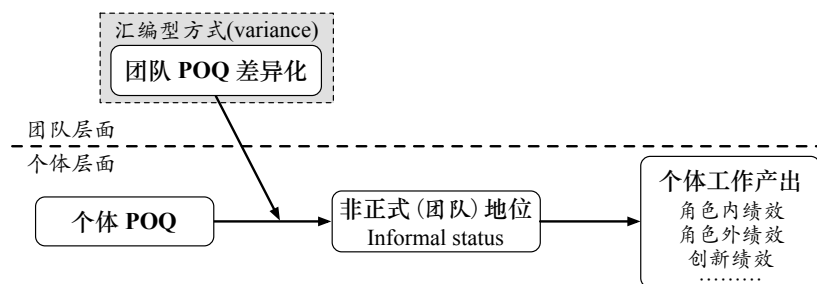 汇编型方式(variance)
团队 POQ 差异化
团队层面
个体层面
个体 POQ
非正式(团队)地位
Informal status
个体工作产出
角色内绩效
角色外绩效
创新绩效
………